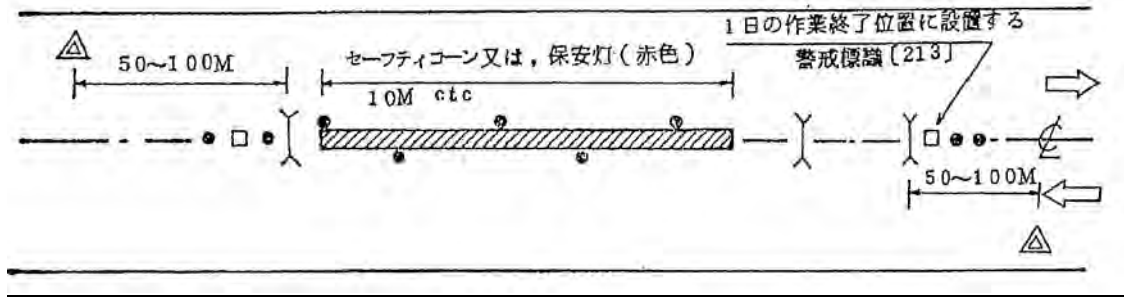 1日の作業終了位置に設置する
警戒標識〔213〕
50~100M
セーフティコーン又は，保安灯(赤色)
10M ctc
50~100M